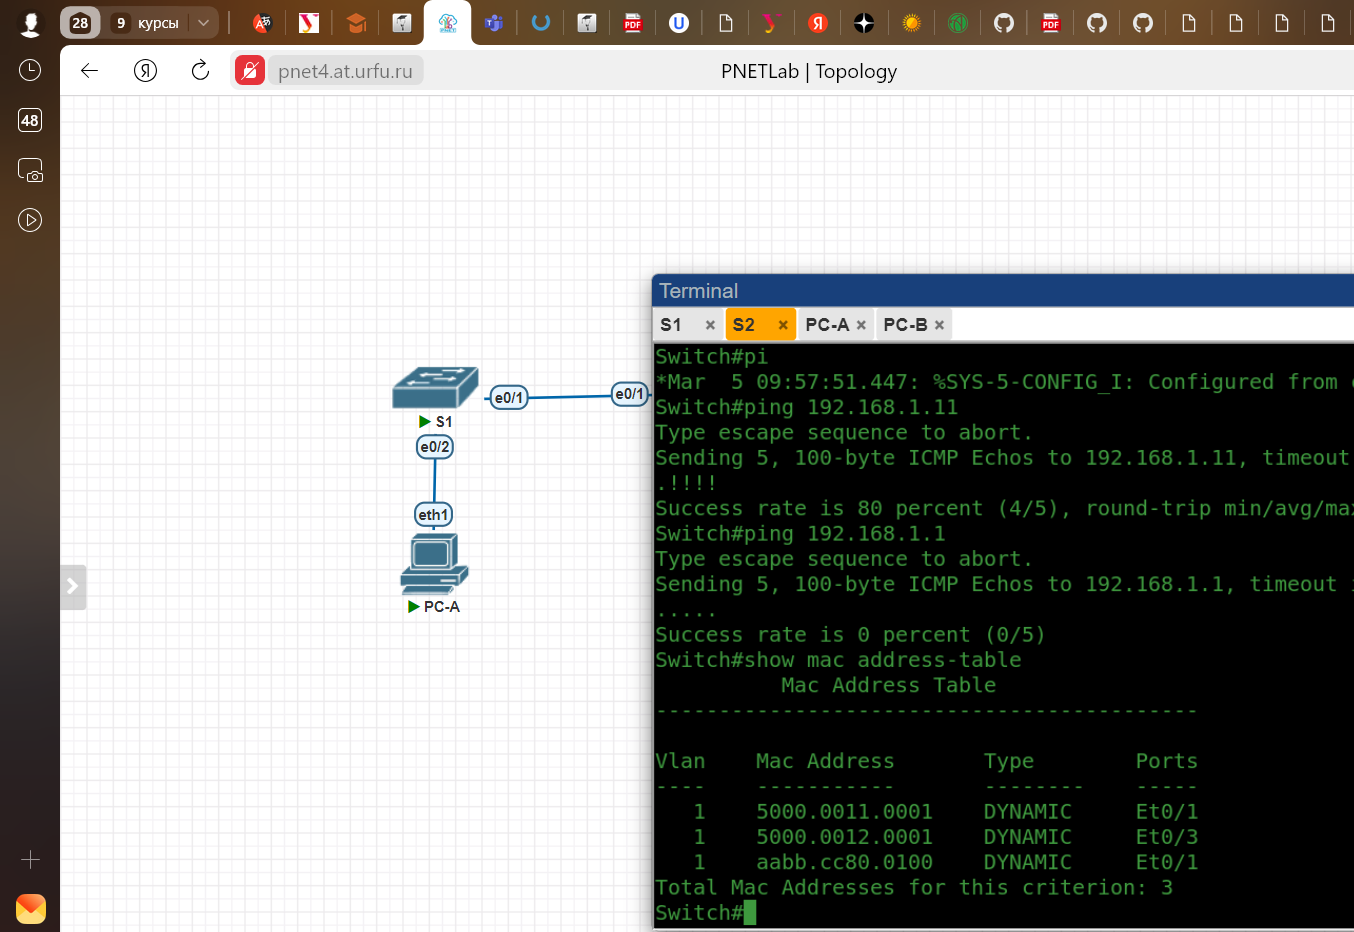 28
9 курсы
48
pnet4.at.urfu.ru
PNETLab | Topology
e0/1
e0/1
S1
e0/2
eth1
PC-A
Terminal
S1 × S2 × PC-A × PC-B ×
Switch#pi
*Mar  5 09:57:51.447: %SYS-5-CONFIG_I: Configured from
Switch#ping 192.168.1.11
Type escape sequence to abort.
Sending 5, 100-byte ICMP Echos to 192.168.1.11, timeout
.!!!!
Success rate is 80 percent (4/5), round-trip min/avg/max
Switch#ping 192.168.1.1
Type escape sequence to abort.
Sending 5, 100-byte ICMP Echos to 192.168.1.1, timeout
.....
Success rate is 0 percent (0/5)
Switch#show mac address-table
Mac Address Table
-------------------------------------------
Vlan    Mac Address       Type        Ports
----    -----------       --------    -----
1    5000.0011.0001    DYNAMIC     Et0/1
1    5000.0012.0001    DYNAMIC     Et0/3
1    aabb.cc80.0100    DYNAMIC     Et0/1
Total Mac Addresses for this criterion: 3
Switch#